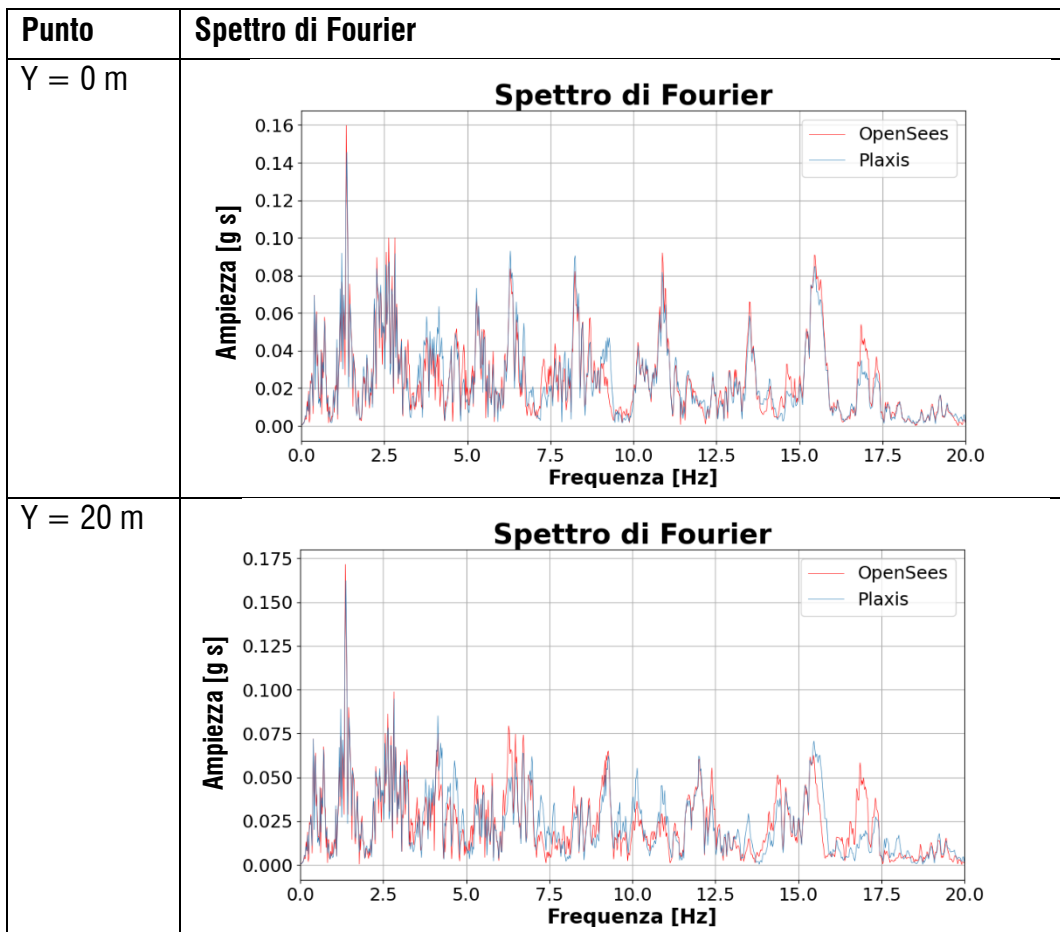 Punto Spettro di Fourier
Y = 0 m
Spettro di Fourier
OpenSees
Plaxis
Ampiezza [g s]
0.16
0.14
0.12
0.10
0.08
0.06
0.04
0.02
0.00
0.0 2.5 5.0 7.5 10.0 12.5 15.0 17.5 20.0
Frequenza [Hz]
Y = 20 m
Spettro di Fourier
OpenSees
Plaxis
Ampiezza [g s]
0.175
0.150
0.125
0.100
0.075
0.050
0.025
0.000
0.0 2.5 5.0 7.5 10.0 12.5 15.0 17.5 20.0
Frequenza [Hz]